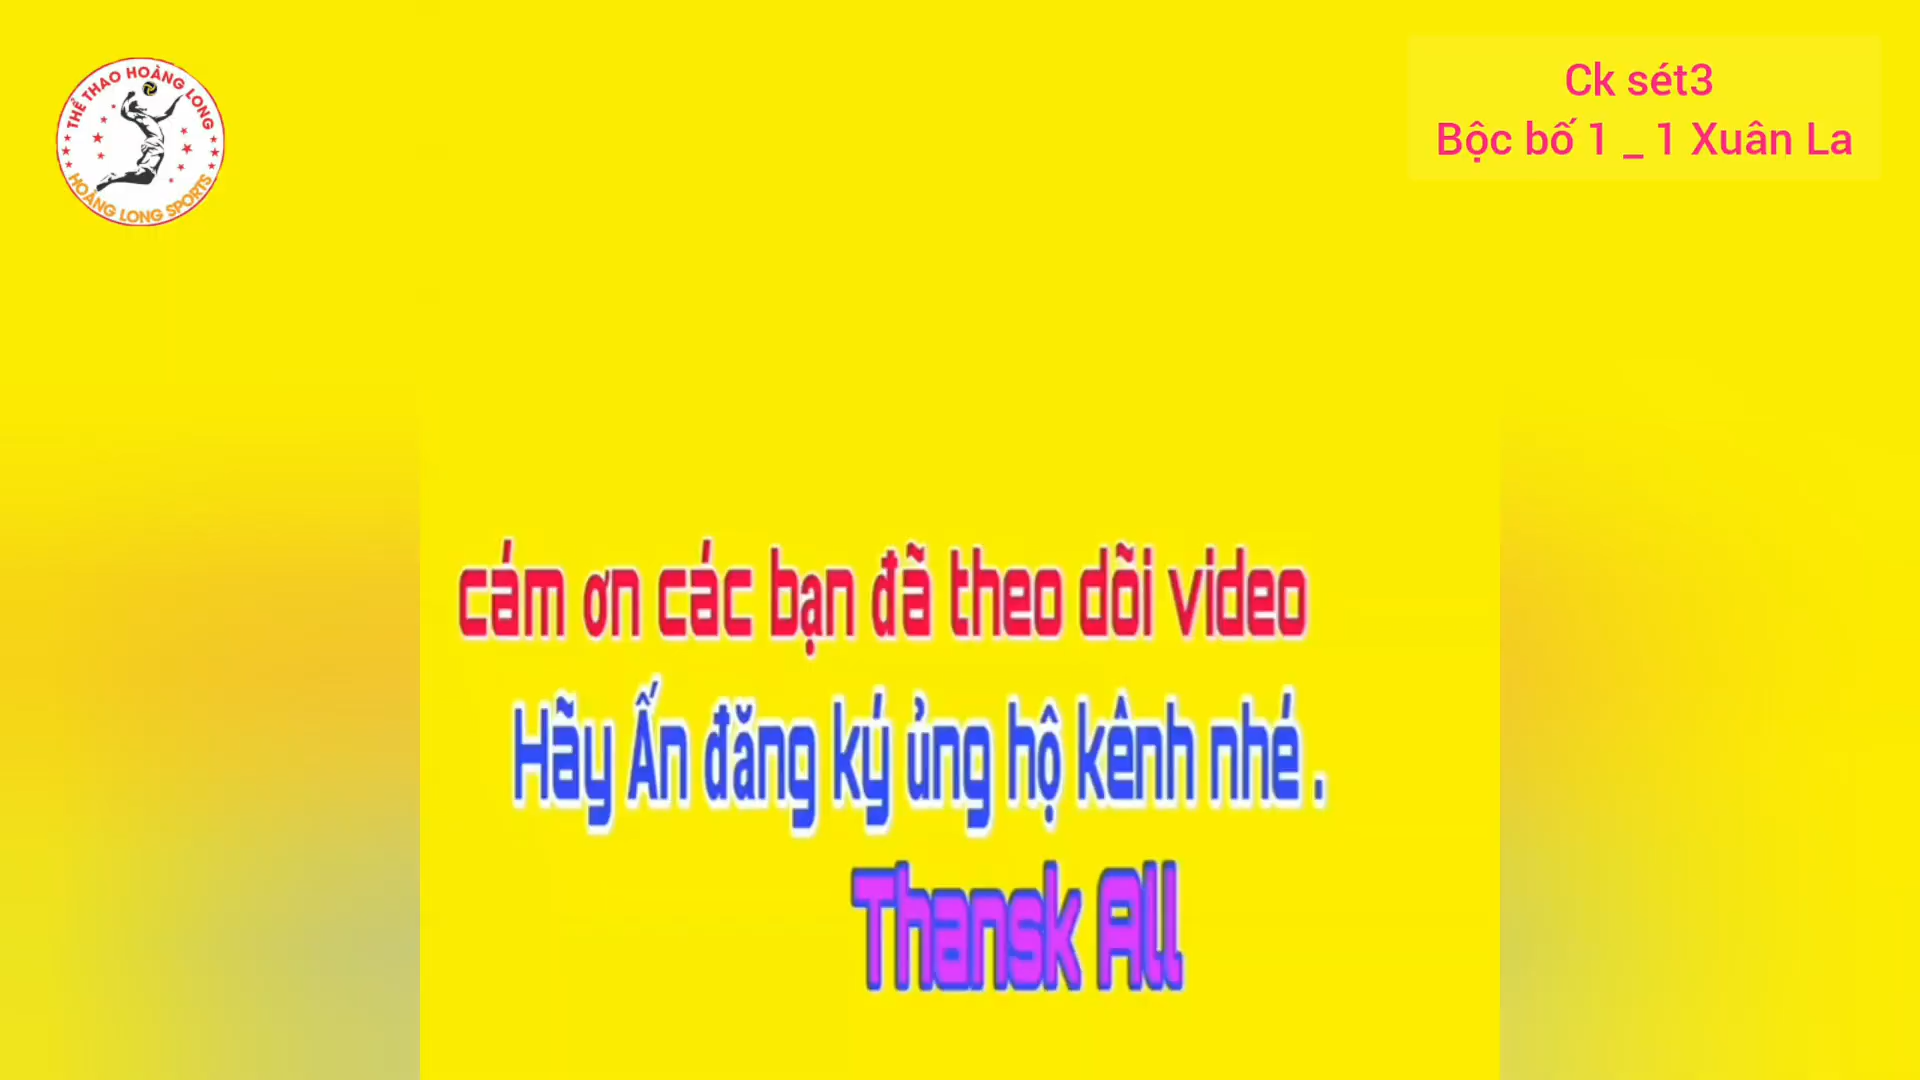 THỂ THAO HOÀNG LONG
HOÀNG LONG SPORTS
Ck sét3
Bộc bố 1 _ 1 Xuân La
cám ơn các bạn đã theo dõi video
Hãy Ấn đăng ký ủng hộ kênh nhé .
Thansk All